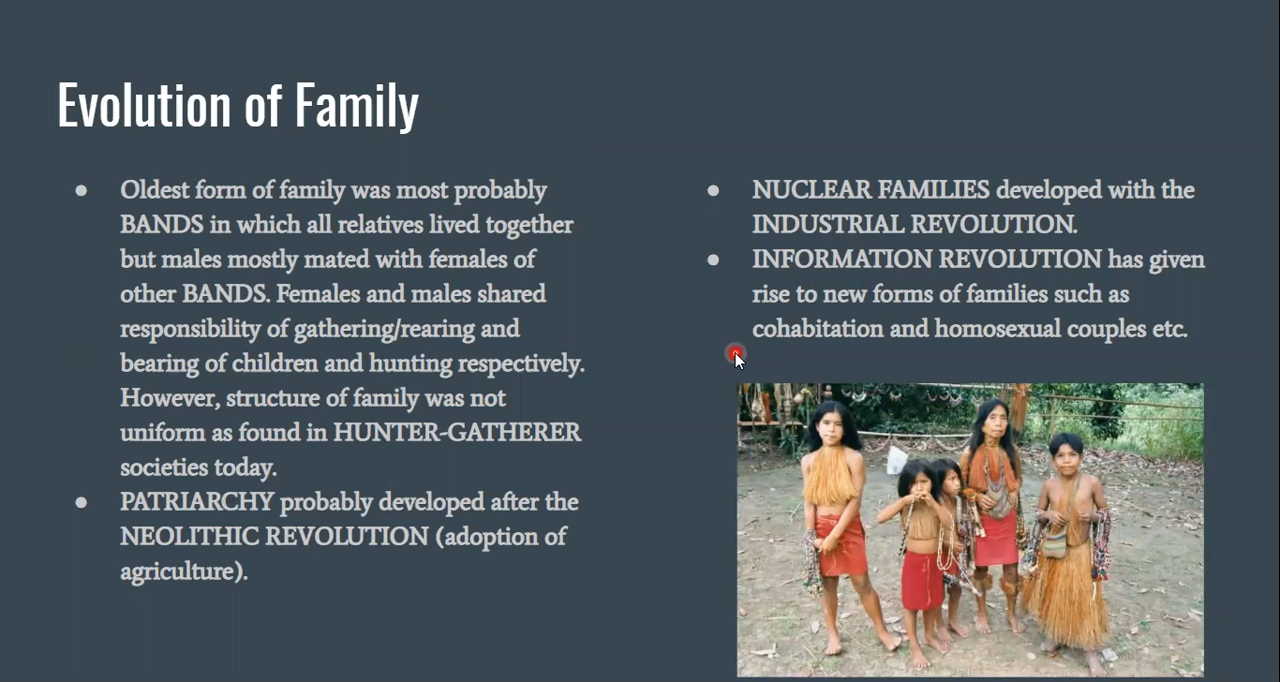 Evolution of Family
● Oldest form of family was most probably
BANDS in which all relatives lived together
but males mostly mated with females of
other BANDS. Females and males shared
responsibility of gathering/rearing and
bearing of children and hunting respectively.
However, structure of family was not
uniform as found in HUNTER-GATHERER
societies today.
● PATRIARCHY probably developed after the
NEOLITHIC REVOLUTION (adoption of
agriculture).
● NUCLEAR FAMILIES developed with the
INDUSTRIAL REVOLUTION.
● INFORMATION REVOLUTION has given
rise to new forms of families such as
cohabitation and homosexual couples etc.